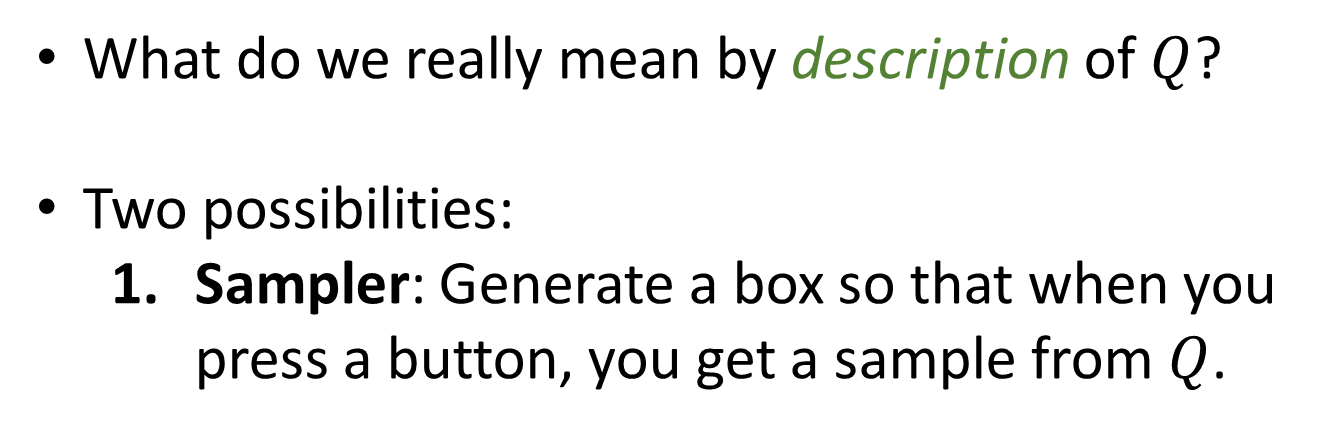 • What do we really mean by description of Q?
• Two possibilities:
1. Sampler: Generate a box so that when you
press a button, you get a sample from Q.